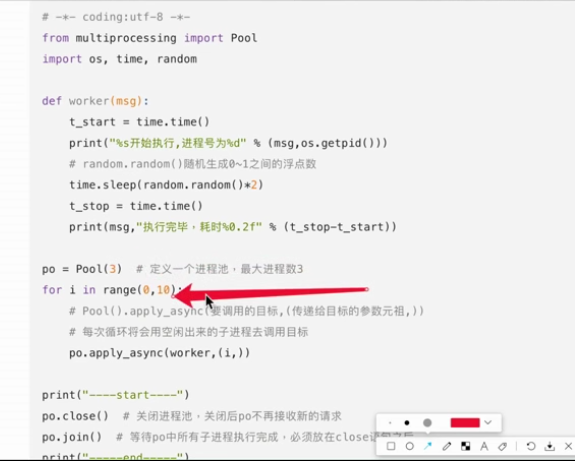 # -*- coding:utf-8 -*-
from multiprocessing import Pool
import os, time, random
def worker(msg):
t_start = time.time()
print("%s开始执行,进程号为%d" % (msg,os.getpid()))
# random.random()随机生成0~1之间的浮点数
time.sleep(random.random()*2)
t_stop = time.time()
print(msg,"执行完毕，耗时%0.2f" % (t_stop-t_start))
po = Pool(3) # 定义一个进程池，最大进程数3
for i in range(0,10):
# Pool().apply_async(要调用的目标,(传递给目标的参数元祖,))
# 每次循环将会用空闲出来的子进程去调用目标
po.apply_async(worker,(i,))
print("----start----")
po.close() # 关闭进程池，关闭后po不再接收新的请求
po.join() # 等待po中所有子进程执行完成，必须放在close语句之后
print("-----end-----")
A